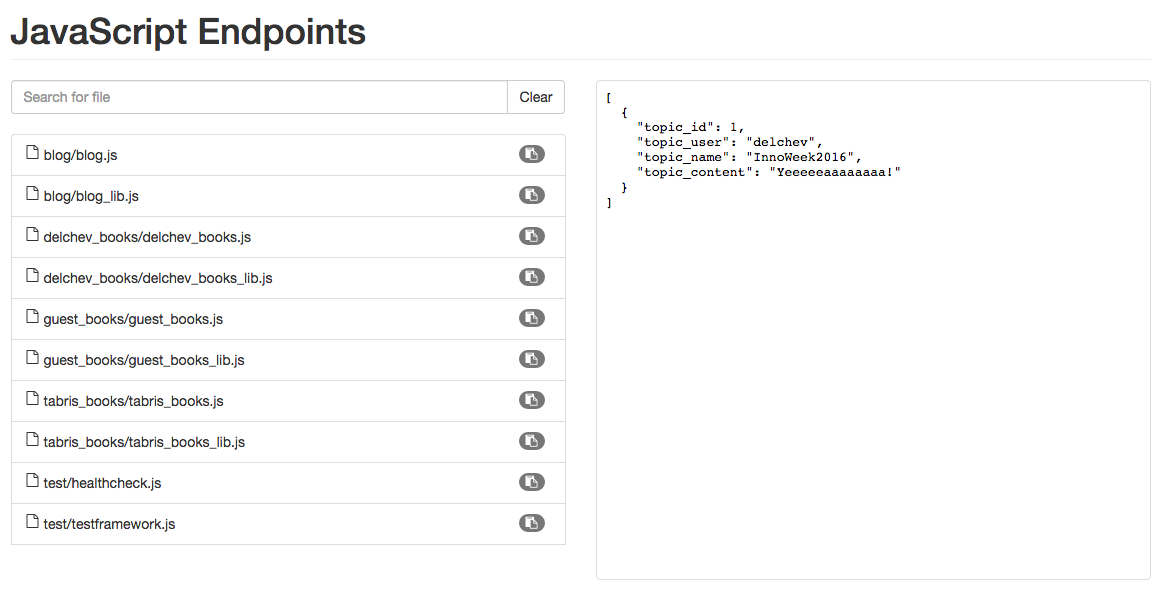 JavaScript Endpoints
Search for file
Clear
blog/blog.js
blog/blog_lib.js
delchev_books/delchev_books.js
delchev_books/delchev_books_lib.js
guest_books/guest_books.js
guest_books/guest_books_lib.js
tabris_books/tabris_books.js
tabris_books/tabris_books_lib.js
test/healthcheck.js
test/testframework.js
[
  {
    "topic_id": 1,
    "topic_user": "delchev",
    "topic_name": "InnoWeek2016",
    "topic_content": "Yeeeeeaaaaaaaa!"
  }
]